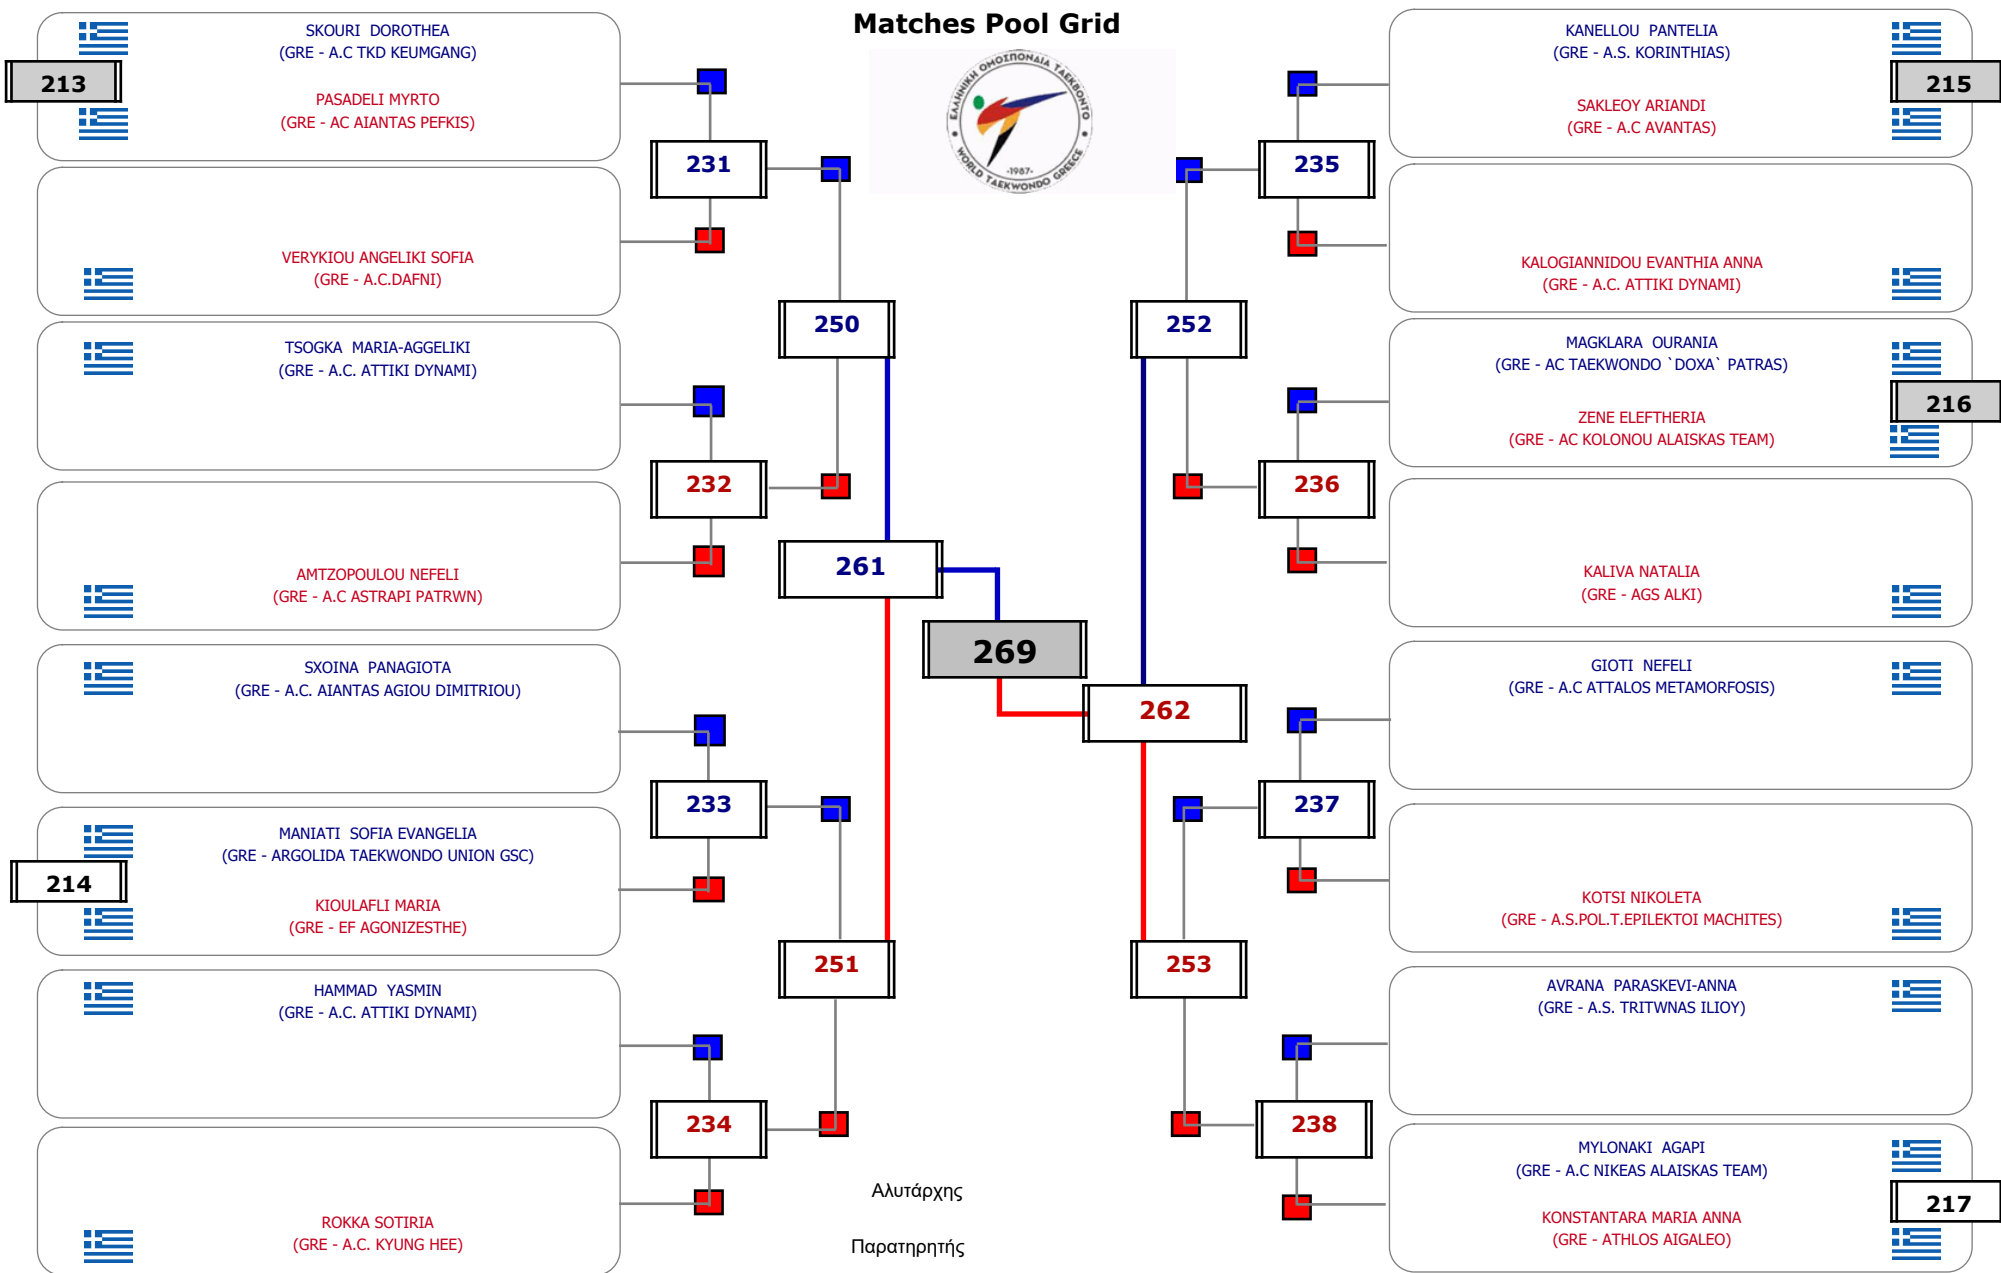 Matches Pool Grid
ΕΛΛΗΝΙΚΗ ΟΜΟΣΠΟΝΔΙΑ ΤΑΕΚΒΟΝΤΟ
-1987-
WORLD TAEKWONDO GREECE
213
SKOURI DOROTHEA
(GRE - A.C TKD KEUMGANG)
PASADELI MYRTO
(GRE - AC AIANTAS PEFKIS)
231
VERYKIOU ANGELIKI SOFIA
(GRE - A.C.DAFNI)
250
TSOGKA MARIA-AGGELIKI
(GRE - A.C. ATTIKI DYNAMI)
232
AMTZOPOULOU NEFELI
(GRE - A.C ASTRAPI PATRWN)
261
SXOINA PANAGIOTA
(GRE - A.C. AIANTAS AGIOU DIMITRIOU)
233
214
MANIATI SOFIA EVANGELIA
(GRE - ARGOLIDA TAEKWONDO UNION GSC)
KIOULAFLI MARIA
(GRE - EF AGONIZESTHE)
251
HAMMAD YASMIN
(GRE - A.C. ATTIKI DYNAMI)
234
ROKKA SOTIRIA
(GRE - A.C. KYUNG HEE)
269
KANELLOU PANTELIA
(GRE - A.S. KORINTHIAS)
215
SAKLEOY ARIANDI
(GRE - A.C AVANTAS)
235
KALOGIANNIDOU EVANTHIA ANNA
(GRE - A.C. ATTIKI DYNAMI)
252
MAGKLARA OURANIA
(GRE - AC TAEKWONDO `DOXA` PATRAS)
216
ZENE ELEFTHERIA
(GRE - AC KOLONOU ALAISKAS TEAM)
236
KALIVA NATALIA
(GRE - AGS ALKI)
262
GIOTI NEFELI
(GRE - A.C ATTALOS METAMORFOSIS)
237
KOTSI NIKOLETA
(GRE - A.S.POL.T.EPILEKTOI MACHITES)
253
AVRANA PARASKEVI-ANNA
(GRE - A.S. TRITWNAS ILIOY)
238
MYLONAKI AGAPI
(GRE - A.C NIKEAS ALAISKAS TEAM)
217
KONSTANTARA MARIA ANNA
(GRE - ATHLOS AIGALEO)
Αλυτάρχης
Παρατηρητής